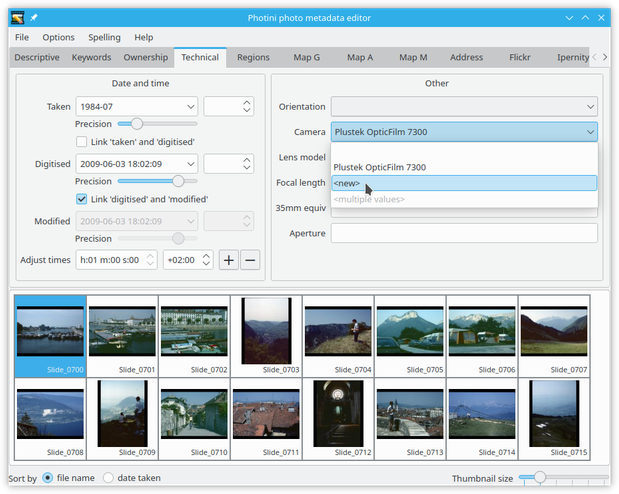 Photini photo metadata editor
File Options Spelling Help
Descriptive Keywords Ownership Technical Regions Map G Map A Map M Address Flickr Ipernity
Date and time
Taken 1984-07
Precision
Link 'taken' and 'digitised'
Digitised 2009-06-03 18:02:09
Precision
Link 'digitised' and 'modified'
Modified 2009-06-03 18:02:09
Precision
Adjust times h:01 m:00 s:00 +02:00 + −
Other
Orientation
Camera Plustek OpticFilm 7300
Lens model
Plustek OpticFilm 7300
Focal length <new>
<multiple values>
35mm equiv
Aperture
Slide_0700 Slide_0701 Slide_0702 Slide_0703 Slide_0704 Slide_0705 Slide_0706 Slide_0707
Slide_0708 Slide_0709 Slide_0710 Slide_0711 Slide_0712 Slide_0713 Slide_0714 Slide_0715
Sort by file name date taken Thumbnail size